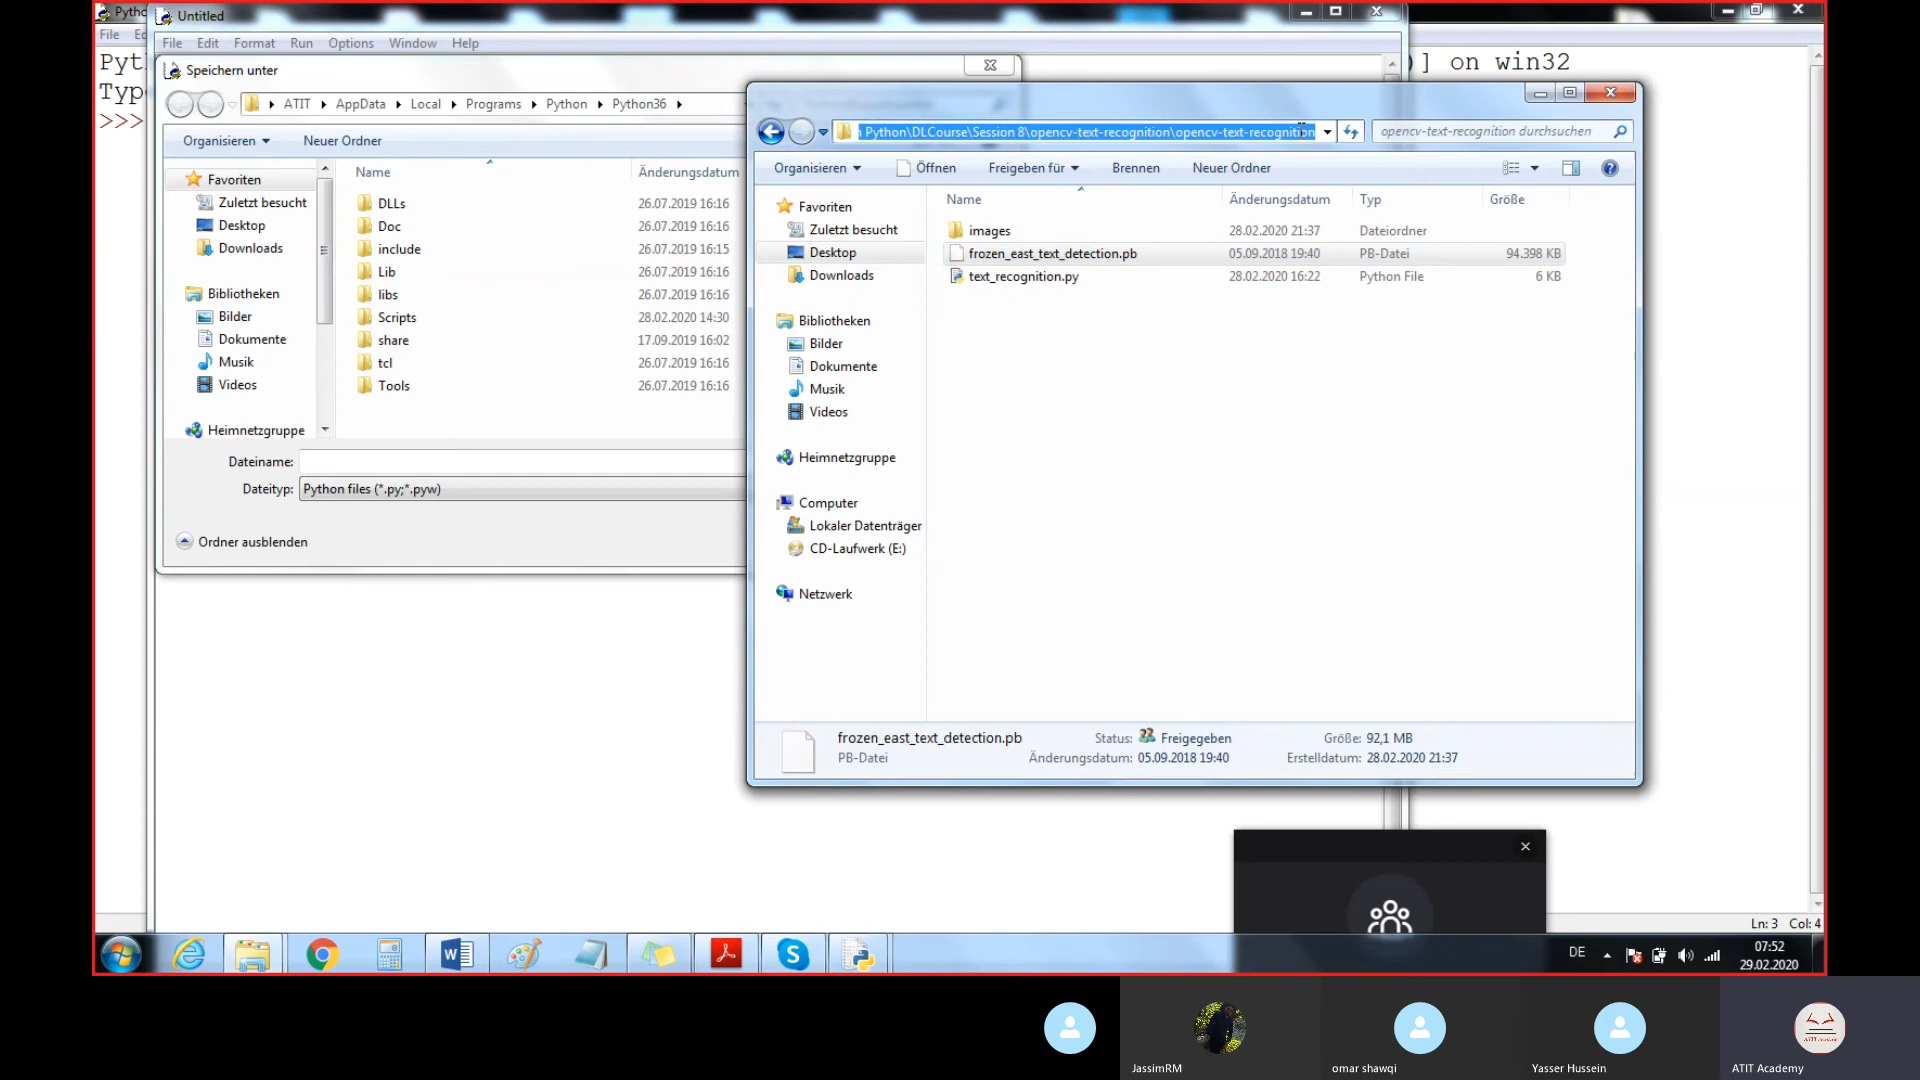 Pyth
File Ed
Untitled
File Edit Format Run Options Window Help
Pyt
)] on win32
Typ
>>>
Speichern unter
ATIT AppData Local Programs Python Python36
Organisieren Neuer Ordner
Favoriten
Zuletzt besucht
Desktop
Downloads
Bibliotheken
Bilder
Dokumente
Musik
Videos
Heimnetzgruppe
Name Änderungsdatum
DLLs 26.07.2019 16:16
Doc 26.07.2019 16:16
include 26.07.2019 16:15
Lib 26.07.2019 16:16
libs 26.07.2019 16:16
Scripts 28.02.2020 14:30
share 17.09.2019 16:02
tcl 26.07.2019 16:16
Tools 26.07.2019 16:16
Dateiname:
Dateityp: Python files (*.py;*.pyw)
Ordner ausblenden
Python\DLCourse\Session 8\opencv-text-recognition\opencv-text-recognition
opencv-text-recognition durchsuchen
Organisieren Öffnen Freigeben für Brennen Neuer Ordner
Favoriten
Zuletzt besucht
Desktop
Downloads
Bibliotheken
Bilder
Dokumente
Musik
Videos
Heimnetzgruppe
Computer
Lokaler Datenträger
CD-Laufwerk (E:)
Netzwerk
Name Änderungsdatum Typ Größe
images 28.02.2020 21:37 Dateiordner
frozen_east_text_detection.pb 05.09.2018 19:40 PB-Datei 94.398 KB
text_recognition.py 28.02.2020 16:22 Python File 6 KB
frozen_east_text_detection.pb Status: Freigegeben Größe: 92,1 MB
PB-Datei Änderungsdatum: 05.09.2018 19:40 Erstelldatum: 28.02.2020 21:37
Ln: 3 Col: 4
DE
07:52
29.02.2020
JassimRM
omar shawqi
Yasser Hussein
ATIT Academy